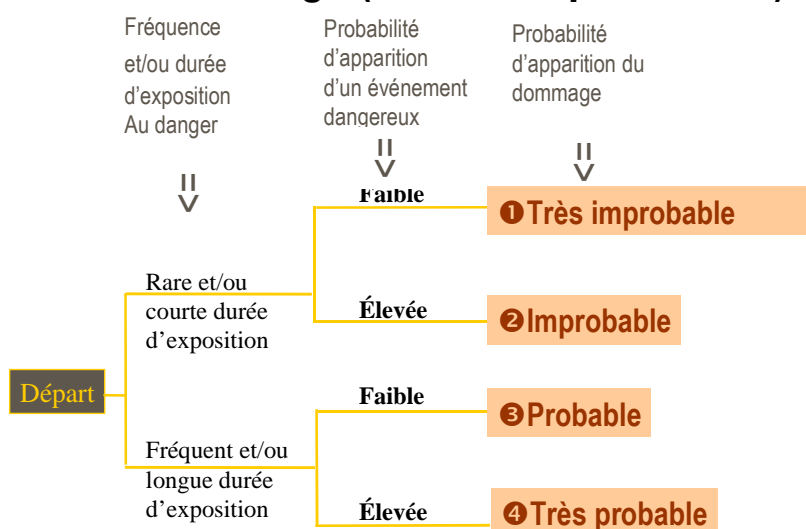 Fréquence
et/ou durée
d'exposition
Au danger
Probabilité
d'apparition
d'un événement
dangereux
Probabilité
d'apparition du
dommage
=>
=>
=>
Faible
❶Très improbable
Rare et/ou
courte durée
d'exposition
Élevée
❷Improbable
Départ
Faible
❸Probable
Fréquent et/ou
longue durée
d'exposition
Élevée
❹Très probable